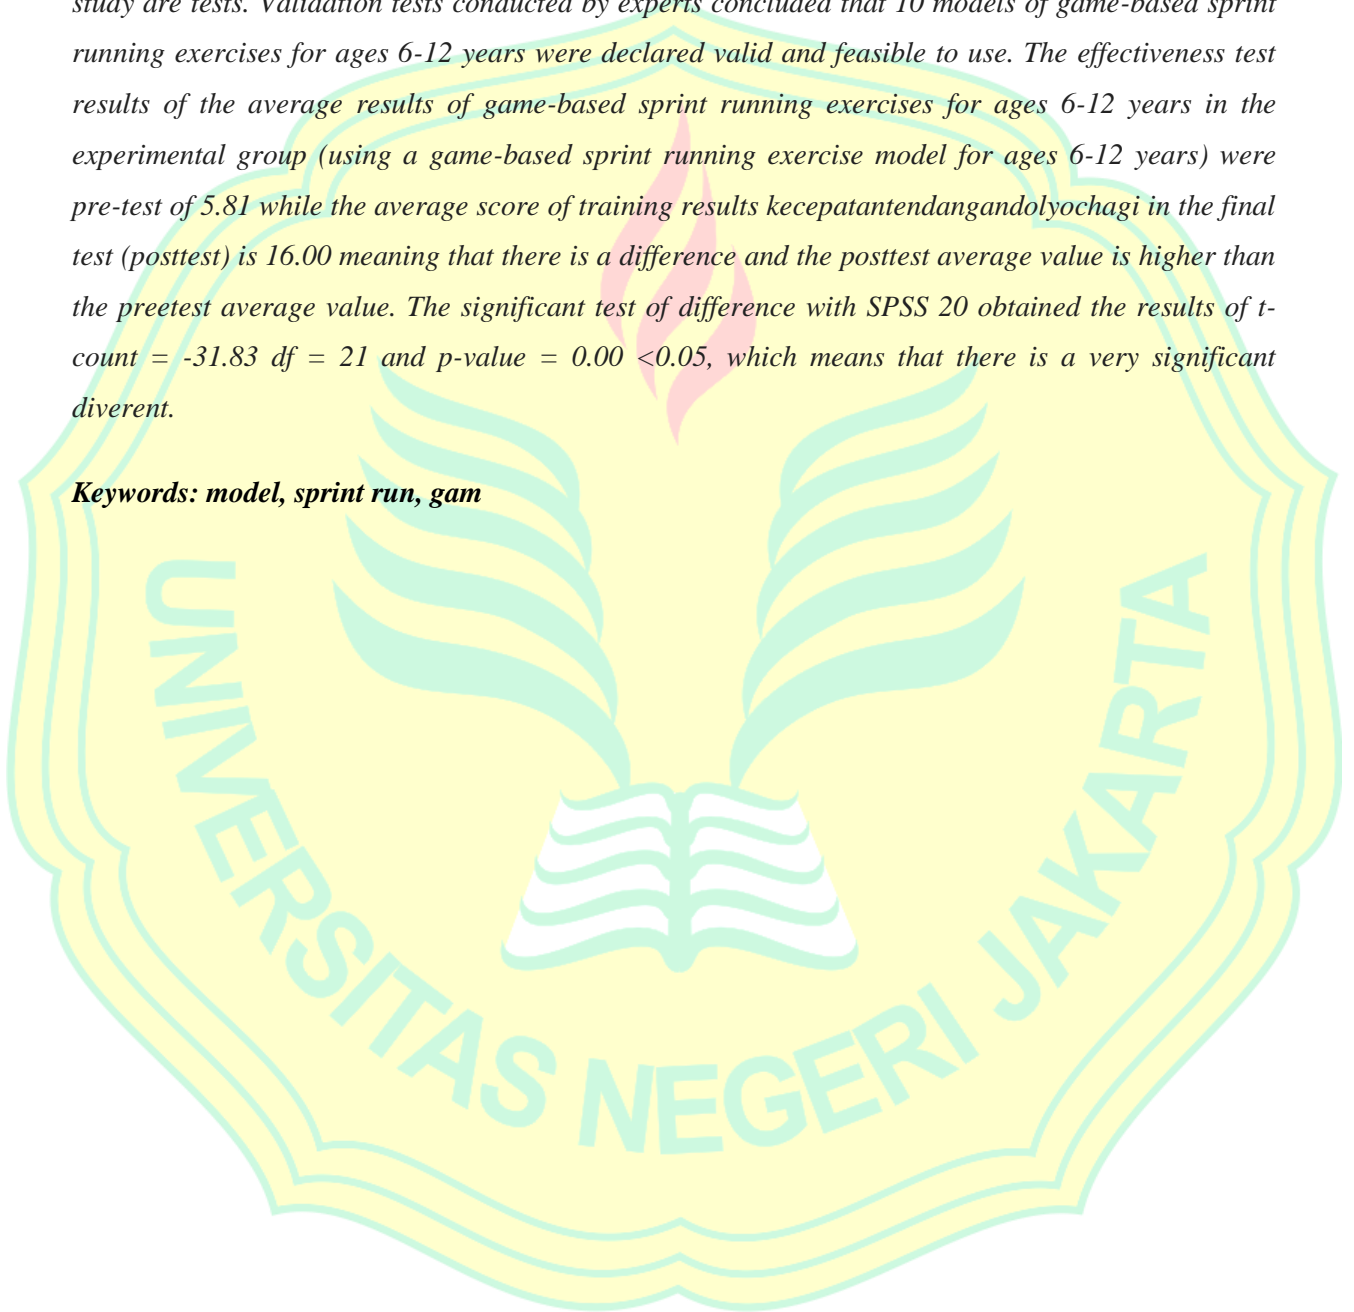 study are tests. Validation tests conducted by experts concluded that 10 models of game-based sprint
running exercises for ages 6-12 years were declared valid and feasible to use. The effectiveness test
results of the average results of game-based sprint running exercises for ages 6-12 years in the
experimental group (using a game-based sprint running exercise model for ages 6-12 years) were
pre-test of 5.81 while the average score of training results kecepatantendangandolyochagi in the final
test (posttest) is 16.00 meaning that there is a difference and the posttest average value is higher than
the preetest average value. The significant test of difference with SPSS 20 obtained the results of t-
count = -31.83 df = 21 and p-value = 0.00 <0.05, which means that there is a very significant
diverent.
Keywords: model, sprint run, gam
UNIVERSITAS NEGERI JAKARTA